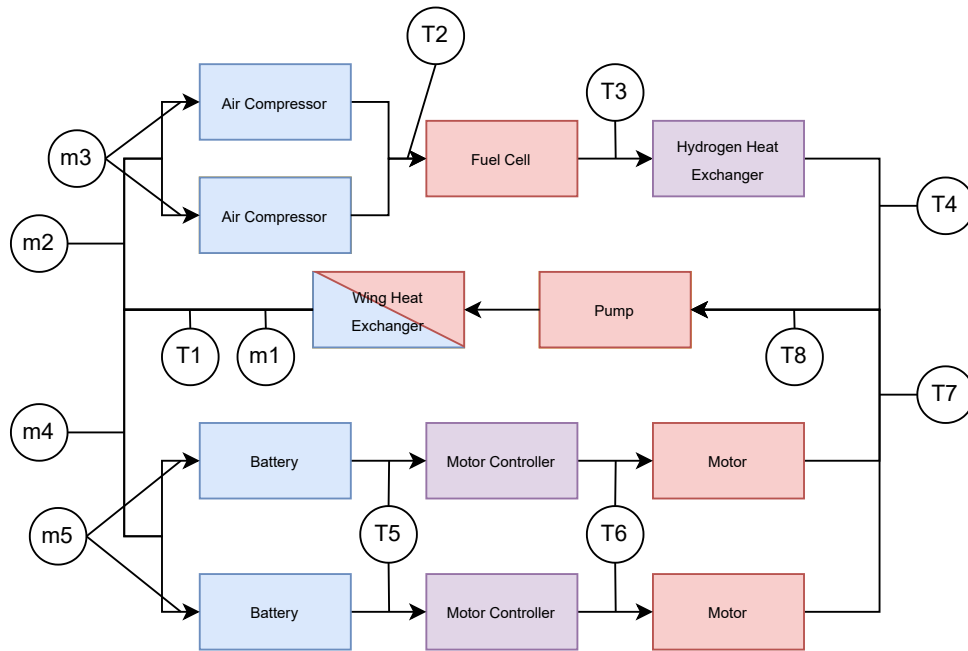 T2
Air Compressor
T3
m3
Fuel Cell
Hydrogen Heat
Exchanger
Air Compressor
T4
m2
Wing Heat
Exchanger
Pump
T1
m1
T8
T7
m4
Battery
Motor Controller
Motor
m5
T5
T6
Battery
Motor Controller
Motor